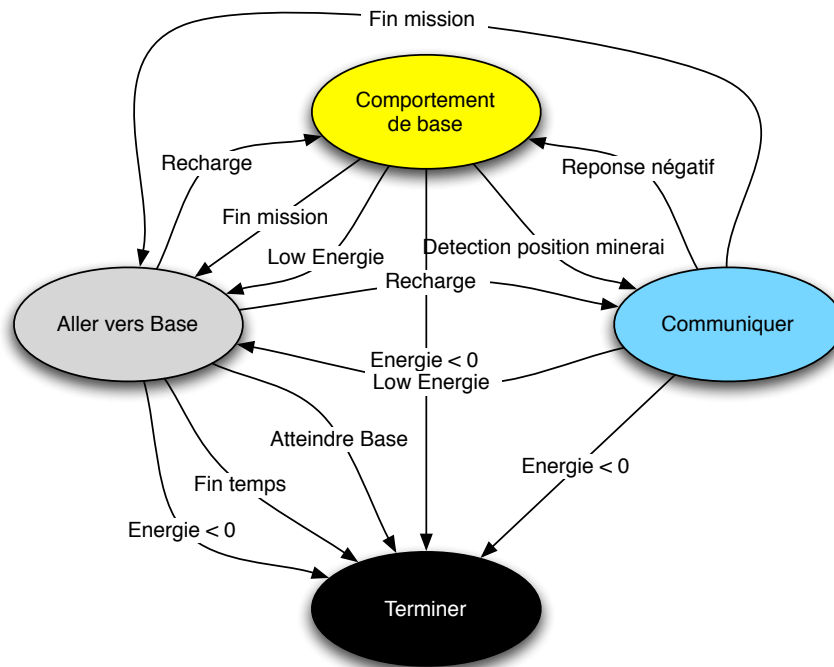 Fin mission
Comportement
de base
Recharge
Reponse négatif
Fin mission
Detection position minerai
Low Energie
Recharge
Aller vers Base
Communiquer
Energie < 0
Low Energie
Atteindre Base
Energie < 0
Fin temps
Energie < 0
Terminer